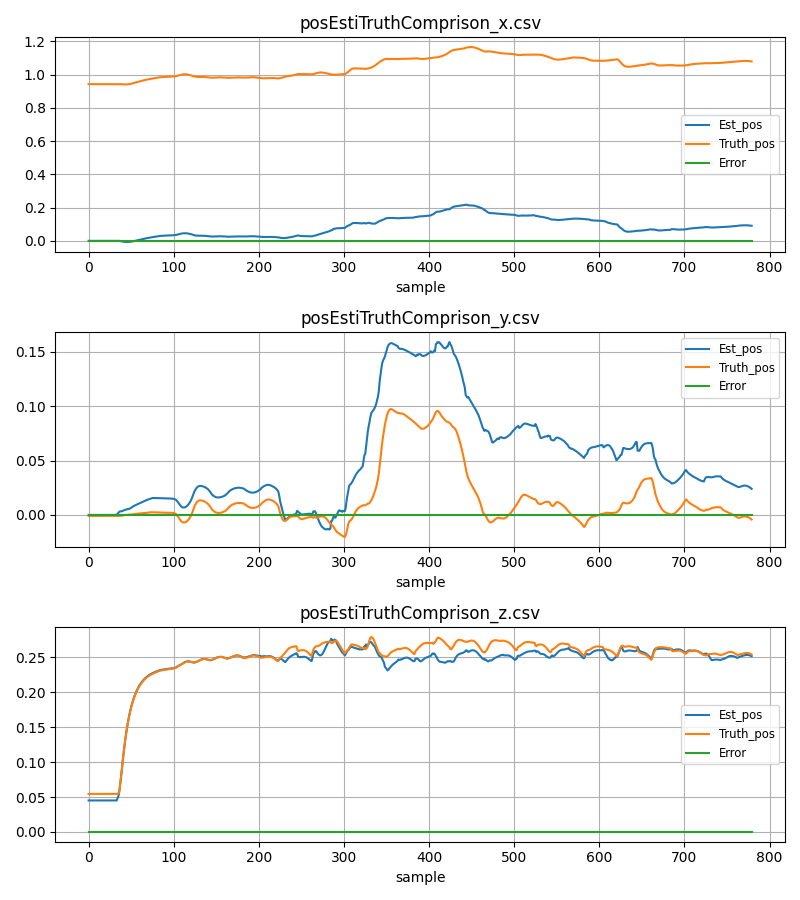 posEstiTruthComprison_x.csv
1.2
1.0
0.8
0.6
0.4
0.2
0.0
Est_pos
Truth_pos
Error
0 100 200 300 400 500 600 700 800
sample
posEstiTruthComprison_y.csv
0.15
0.10
0.05
0.00
Est_pos
Truth_pos
Error
0 100 200 300 400 500 600 700 800
sample
posEstiTruthComprison_z.csv
0.25
0.20
0.15
0.10
0.05
0.00
Est_pos
Truth_pos
Error
0 100 200 300 400 500 600 700 800
sample